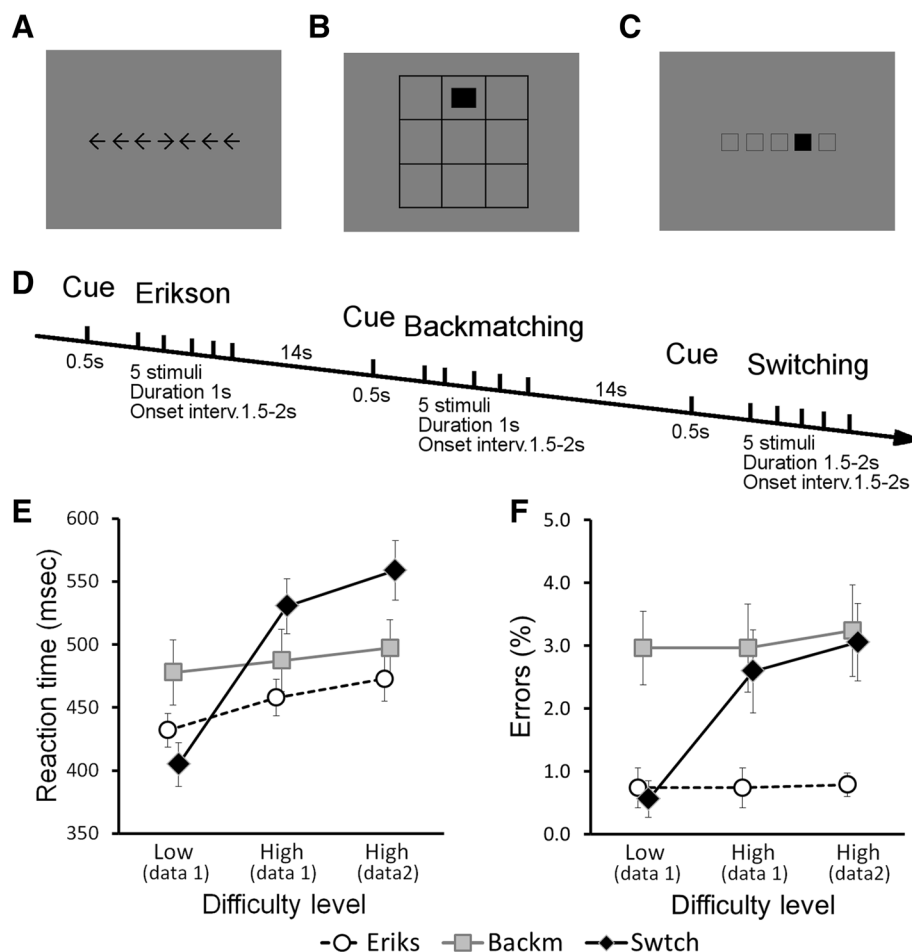 A
B
C
D
Cue
Erikson
0.5s
5 stimuli
Duration 1s
Onset interv.1.5-2s
14s
Cue
Backmatching
0.5s
5 stimuli
Duration 1s
Onset interv.1.5-2s
14s
Cue
Switching
0.5s
5 stimuli
Duration 1.5-2s
Onset interv.1.5-2s
E
Reaction time (msec)
600
550
500
450
400
350
Low
(data 1)
High
(data 1)
High
(data2)
Difficulty level
F
Errors (%)
5.0
4.0
3.0
2.0
1.0
0.0
Low
(data 1)
High
(data 1)
High
(data2)
Difficulty level
Eriks
Backm
Swtch